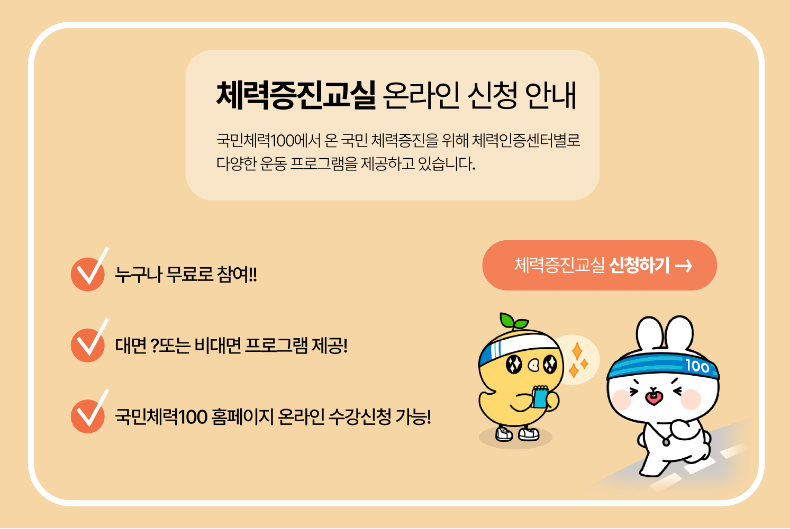 체력증진교실 온라인 신청 안내
국민체력100에서 온 국민 체력증진을 위해 체력인증센터별로
다양한 운동 프로그램을 제공하고 있습니다.
누구나 무료로 참여!!
체력증진교실 신청하기 →
대면 ?또는 비대면 프로그램 제공!
100
국민체력100 홈페이지 온라인 수강신청 가능!